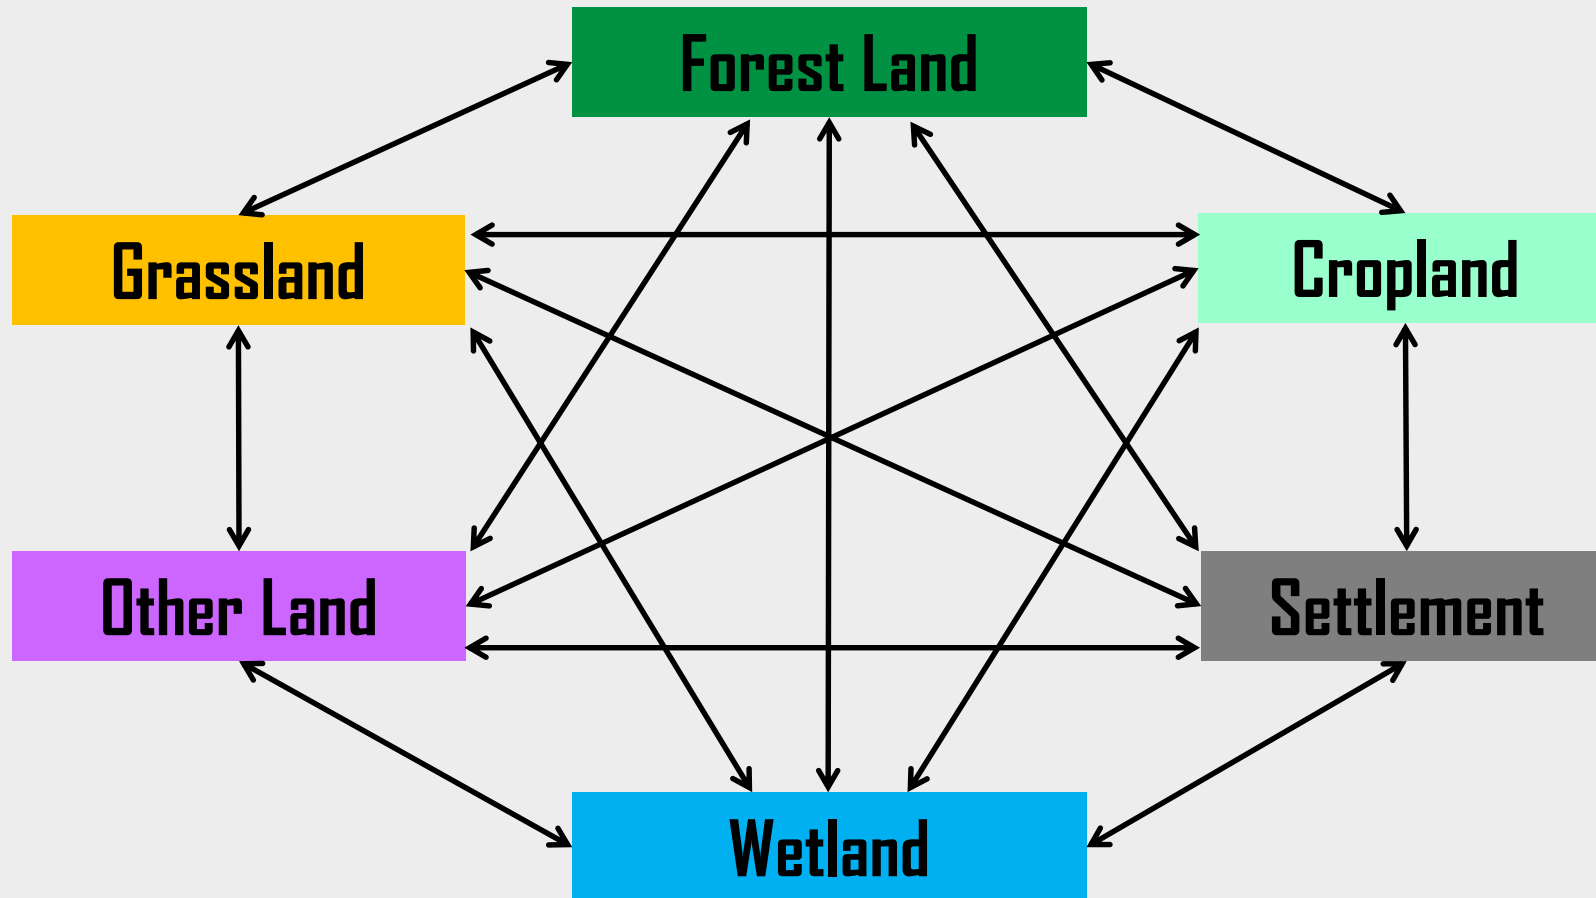 Forest Land
Grassland
Cropland
Other Land
Settlement
Wetland